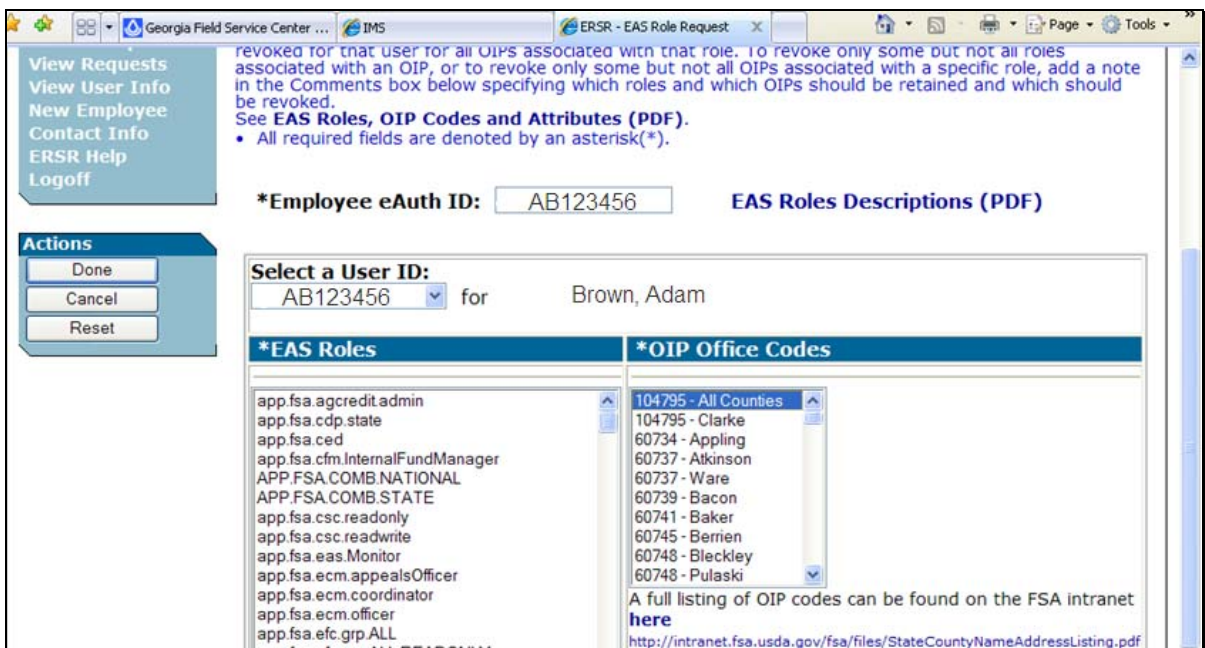 Georgia Field Service Center ...
IMS
ERSR - EAS Role Request
X
Page
Tools
»
View Requests
View User Info
New Employee
Contact Info
ERSR Help
Logoff
Actions
Done
Cancel
Reset
revoked for that user for all OIPs associated with that role. To revoke only some but not all roles
associated with an OIP, or to revoke only some but not all OIPs associated with a specific role, add a note
in the Comments box below specifying which roles and which OIPs should be retained and which should
be revoked.
See EAS Roles, OIP Codes and Attributes (PDF).
• All required fields are denoted by an asterisk(*).
*Employee eAuth ID: AB123456 EAS Roles Descriptions (PDF)
Select a User ID:
AB123456 for Brown, Adam
*EAS Roles
app.fsa.agcredit.admin
app.fsa.cdp.state
app.fsa.ced
app.fsa.cfm.InternalFundManager
APP.FSA.COMB.NATIONAL
APP.FSA.COMB.STATE
app.fsa.csc.readonly
app.fsa.csc.readwrite
app.fsa.eas.Monitor
app.fsa.ecm.appealsOfficer
app.fsa.ecm.coordinator
app.fsa.ecm.officer
app.fsa.efc.grp.ALL
*OIP Office Codes
104795 - All Counties
104795 - Clarke
60734 - Appling
60737 - Atkinson
60737 - Ware
60739 - Bacon
60741 - Baker
60745 - Berrien
60748 - Bleckley
60748 - Pulaski
A full listing of OIP codes can be found on the FSA intranet
here
http://intranet.fsa.usda.gov/fsa/files/StateCountyNameAddressListing.pdf